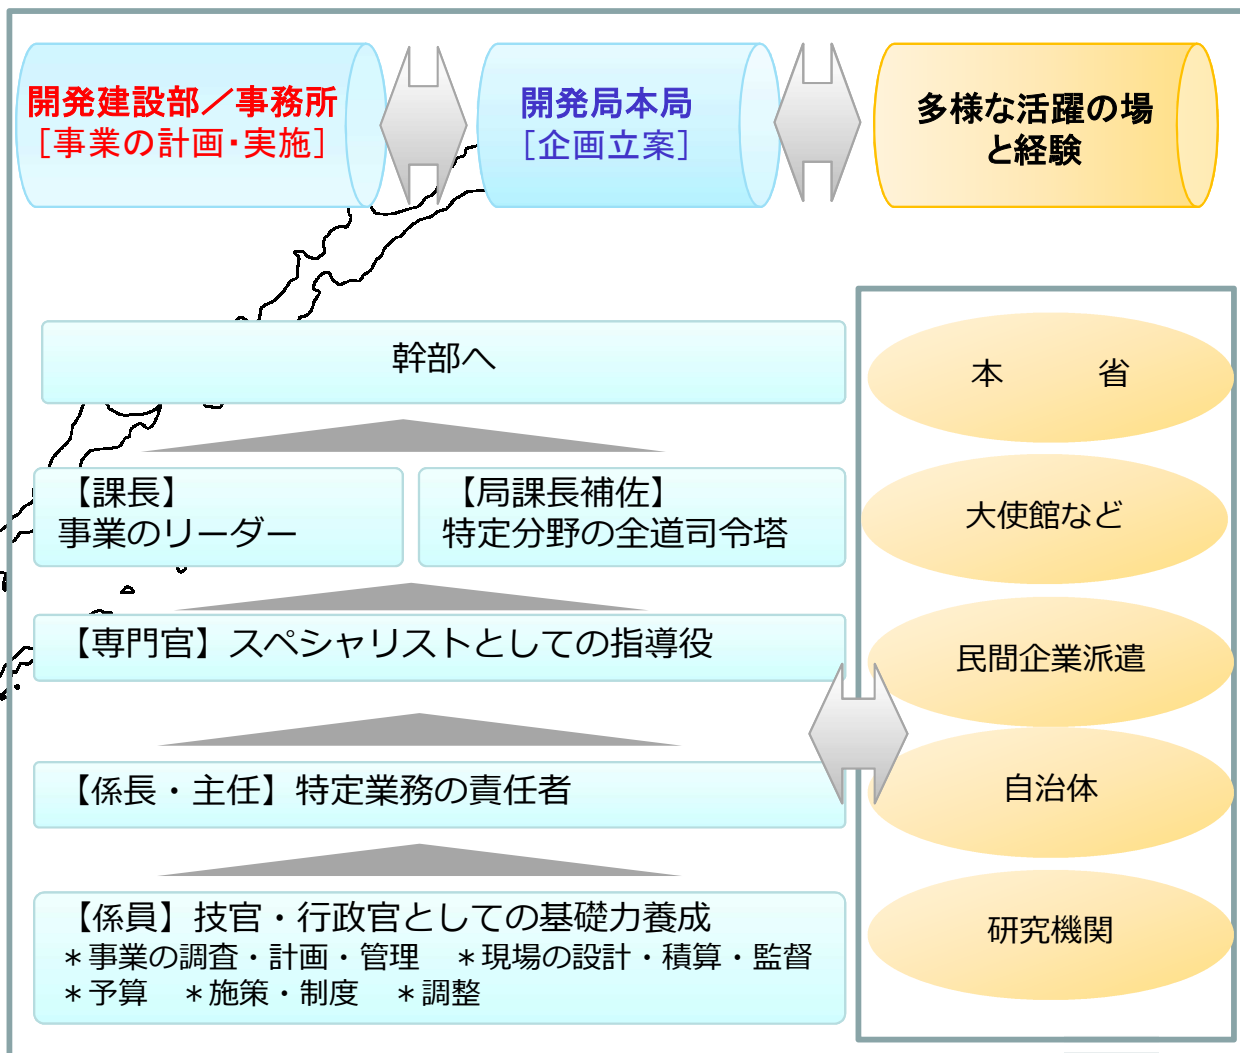 開発建設部／事務所
［事業の計画・実施］
開発局本局
［企画立案］
多様な活躍の場
と経験
幹部へ
【課長】
事業のリーダー
【局課長補佐】
特定分野の全道司令塔
【専門官】スペシャリストとしての指導役
【係長・主任】特定業務の責任者
【係員】技官・行政官としての基礎力養成
＊事業の調査・計画・管理　＊現場の設計・積算・監督
＊予算　＊施策・制度　＊調整
本　　　省
大使館など
民間企業派遣
自治体
研究機関